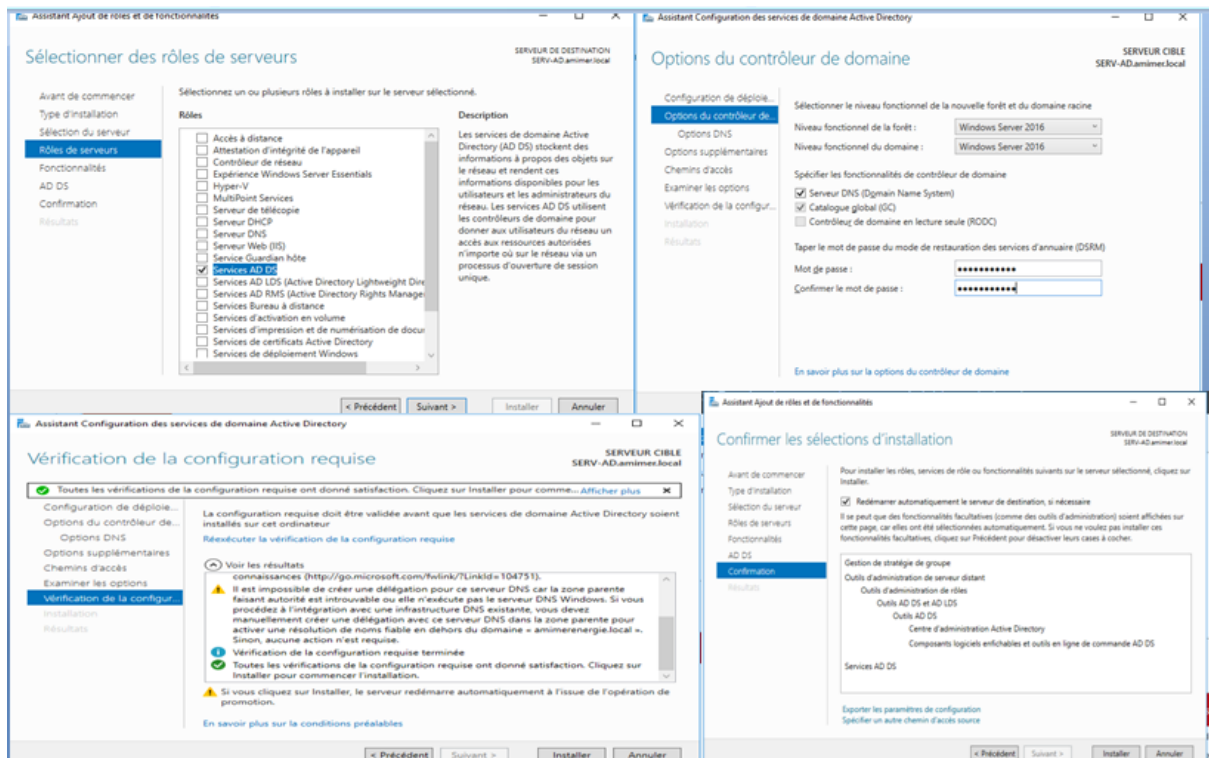 Assistant Ajout de rôles et de fonctionnalités
Sélectionner des rôles de serveurs
SERVEUR DE DESTINATION
SERV-AD.amimer.local
Avant de commencer
Type d'installation
Sélection du serveur
Rôles de serveurs
Fonctionnalités
AD DS
Confirmation
Résultats
Sélectionnez un ou plusieurs rôles à installer sur le serveur sélectionné.
Rôles
Accès à distance
Attestation d'intégrité de l'appareil
Contrôleur de réseau
Expérience Windows Server Essentials
Hyper-V
MultiPoint Services
Serveur de télécopie
Serveur DHCP
Serveur DNS
Serveur Web (IIS)
Service Guardian hôte
Services AD DS
Services AD LDS (Active Directory Lightweight Dire
Services AD RMS (Active Directory Rights Manage
Services Bureau à distance
Services d'activation en volume
Services d'impression et de numérisation de docu
Services de certificats Active Directory
Services de déploiement Windows
Description
Les services de domaine Active
Directory (AD DS) stockent des
informations à propos des objets sur
le réseau et rendent ces
informations disponibles pour les
utilisateurs et les administrateurs du
réseau. Les services AD DS utilisent
les contrôleurs de domaine pour
donner aux utilisateurs du réseau un
accès aux ressources autorisées
n'importe où sur le réseau via un
processus d'ouverture de session
unique.
< Précédent
Suivant >
Installer
Annuler
Assistant Configuration des services de domaine Active Directory
Options du contrôleur de domaine
SERVEUR CIBLE
SERV-AD.amimer.local
Configuration de déploie...
Options du contrôleur de...
Options DNS
Options supplémentaires
Chemins d'accès
Examiner les options
Vérification de la configur...
Installation
Résultats
Sélectionner le niveau fonctionnel de la nouvelle forêt et du domaine racine
Niveau fonctionnel de la forêt : Windows Server 2016
Niveau fonctionnel du domaine : Windows Server 2016
Spécifier les fonctionnalités de contrôleur de domaine
Serveur DNS (Domain Name System)
Catalogue global (GC)
Contrôleur de domaine en lecture seule (RODC)
Taper le mot de passe du mode de restauration des services d'annuaire (DSRM)
Mot de passe :
Confirmer le mot de passe :
En savoir plus sur la options du contrôleur de domaine
Assistant Configuration des services de domaine Active Directory
Vérification de la configuration requise
SERVEUR CIBLE
SERV-AD.amimer.local
Toutes les vérifications de la configuration requise ont donné satisfaction. Cliquez sur Installer pour comme... Afficher plus
Configuration de déploie...
Options du contrôleur de...
Options DNS
Options supplémentaires
Chemins d'accès
Examiner les options
Vérification de la configur...
Installation
Résultats
La configuration requise doit être validée avant que les services de domaine Active Directory soient
installés sur cet ordinateur
Réexécuter la vérification de la configuration requise
Voir les résultats
connaissances (http://go.microsoft.com/fwlink/?LinkId=104751).
Il est impossible de créer une délégation pour ce serveur DNS car la zone parente
faisant autorité est introuvable ou elle n'exécute pas le serveur DNS Windows. Si vous
procédez à l'intégration avec une infrastructure DNS existante, vous devez
manuellement créer une délégation avec ce serveur DNS dans la zone parente pour
activer une résolution de noms fiable en dehors du domaine « amimerenergie.local ».
Sinon, aucune action n'est requise.
Vérification de la configuration requise terminée
Toutes les vérifications de la configuration requise ont donné satisfaction. Cliquez sur
Installer pour commencer l'installation.
Si vous cliquez sur Installer, le serveur redémarre automatiquement à l'issue de l'opération de
promotion.
En savoir plus sur la conditions préalables
< Précédent
Suivant >
Installer
Annuler
Assistant Ajout de rôles et de fonctionnalités
Confirmer les sélections d'installation
SERVEUR DE DESTINATION
SERV-AD.amimer.local
Avant de commencer
Type d'installation
Sélection du serveur
Rôles de serveurs
Fonctionnalités
AD DS
Confirmation
Résultats
Pour installer les rôles, services de rôle ou fonctionnalités suivants sur le serveur sélectionné, cliquez sur
Installer.
Redémarrer automatiquement le serveur de destination, si nécessaire
Il se peut que des fonctionnalités facultatives (comme des outils d'administration) soient affichées sur
cette page, car elles ont été sélectionnées automatiquement. Si vous ne voulez pas installer ces
fonctionnalités facultatives, cliquez sur Précédent pour désactiver leurs cases à cocher.
Gestion de stratégie de groupe
Outils d'administration de serveur distant
Outils d'administration de rôles
Outils AD DS et AD LDS
Outils AD DS
Centre d'administration Active Directory
Composants logiciels enfichables et outils en ligne de commande AD DS
Services AD DS
Exporter les paramètres de configuration
Spécifier un autre chemin d'accès source
< Précédent
Suivant >
Installer
Annuler